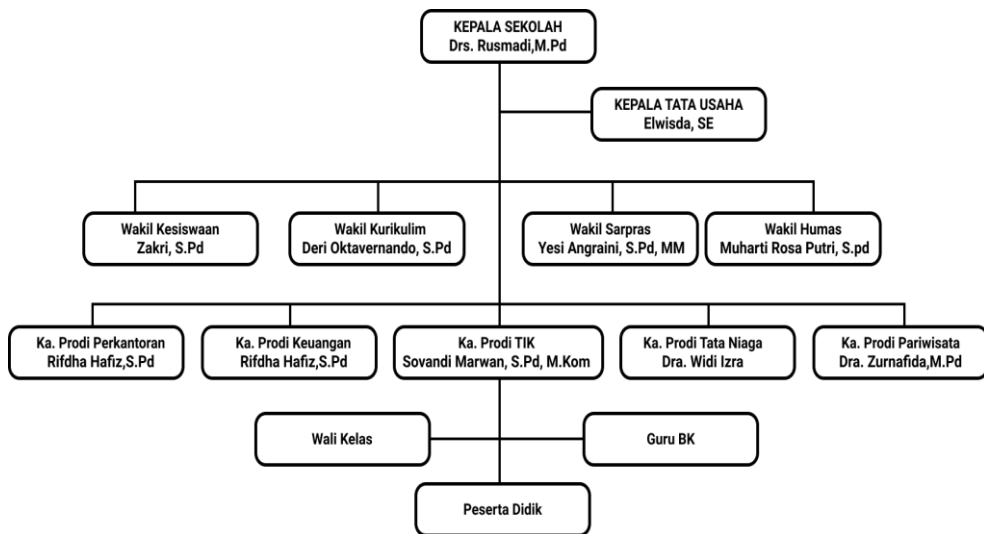 KEPALA SEKOLAH
Drs. Rusmadi,M.Pd
KEPALA TATA USAHA
Elwisda, SE
Wakil Kesiswaan
Zakri, S.Pd
Wakil Kurikulim
Deri Oktavernando, S.Pd
Wakil Sarpras
Yesi Angraini, S.Pd, MM
Wakil Humas
Muharti Rosa Putri, S.pd
Ka. Prodi Perkantoran
Rifdha Hafiz,S.Pd
Ka. Prodi Keuangan
Rifdha Hafiz,S.Pd
Ka. Prodi TIK
Sovandi Marwan, S.Pd, M.Kom
Ka. Prodi Tata Niaga
Dra. Widi Izra
Ka. Prodi Pariwisata
Dra. Zurnafida,M.Pd
Wali Kelas
Guru BK
Peserta Didik